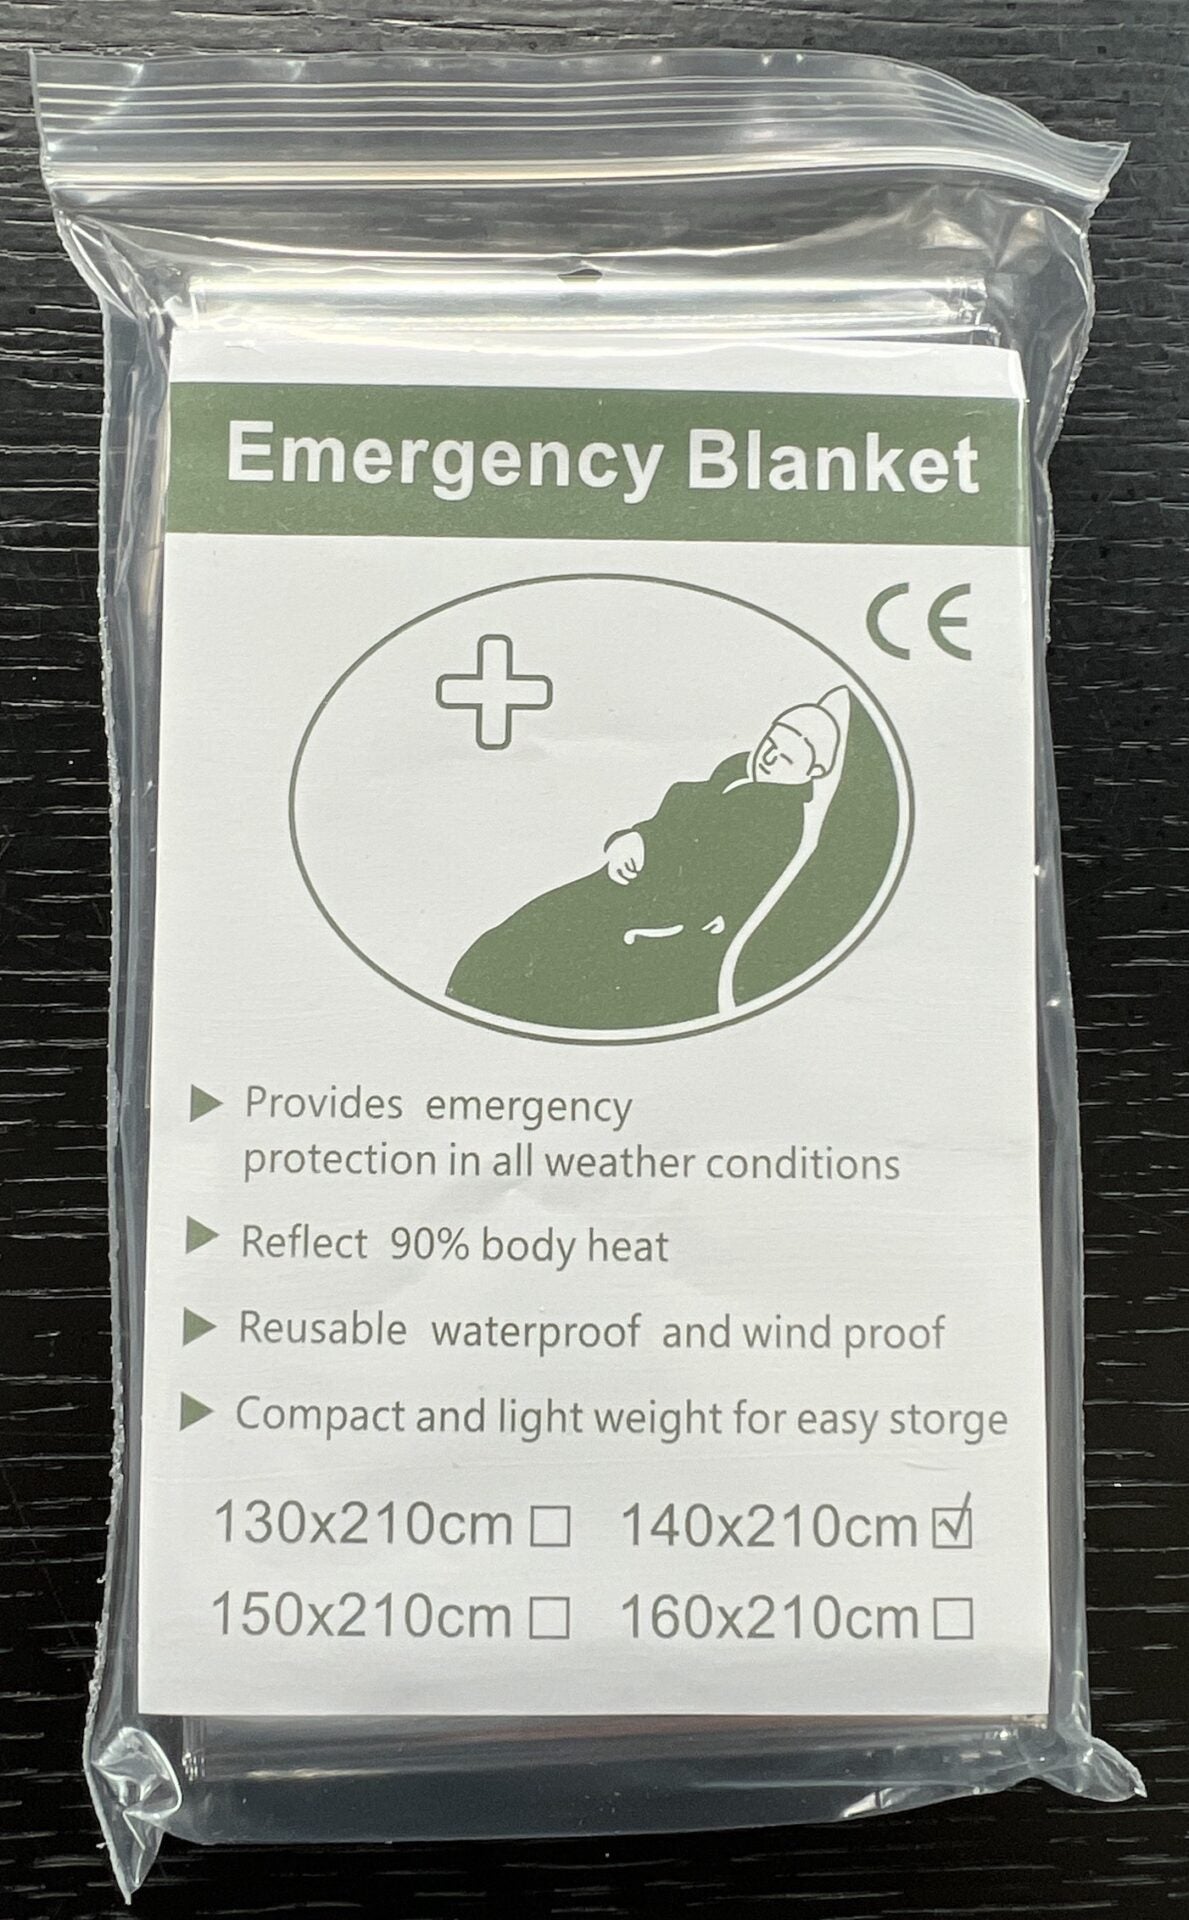 Emergency Blanket
CE
Provides emergency
protection in all weather conditions
Reflect 90% body heat
Reusable waterproof and wind proof
Compact and light weight for easy storge
130x210cm ☐ 140x210cm ☑
150x210cm ☐ 160x210cm ☐